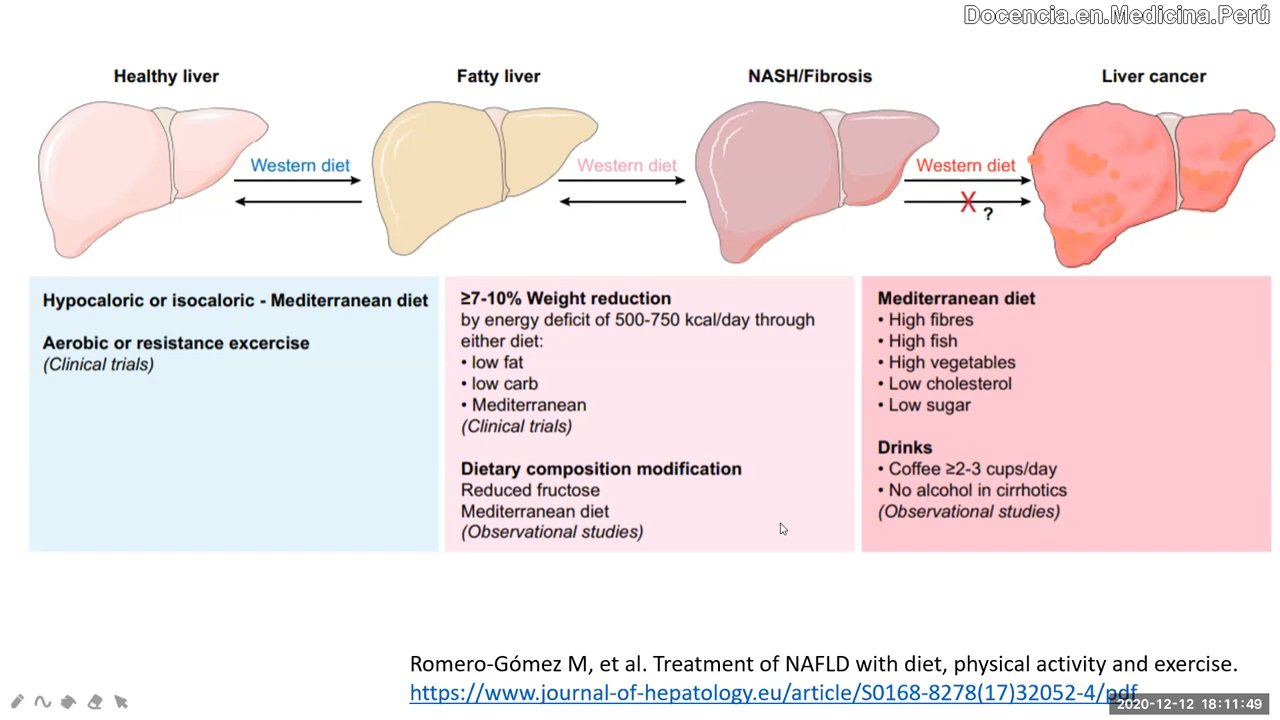 Docencia.en.Medicina.Perú
Healthy liver
Fatty liver
NASH/Fibrosis
Liver cancer
Western diet
Western diet
Western diet
X
?
Hypocaloric or isocaloric - Mediterranean diet
Aerobic or resistance excercise
(Clinical trials)
≥7-10% Weight reduction
by energy deficit of 500-750 kcal/day through
either diet:
• low fat
• low carb
• Mediterranean
(Clinical trials)
Dietary composition modification
Reduced fructose
Mediterranean diet
(Observational studies)
Mediterranean diet
• High fibres
• High fish
• High vegetables
• Low cholesterol
• Low sugar
Drinks
• Coffee ≥2-3 cups/day
• No alcohol in cirrhotics
(Observational studies)
Romero-Gómez M, et al. Treatment of NAFLD with diet, physical activity and exercise.
https://www.journal-of-hepatology.eu/article/S0168-8278(17)32052-4/pdf
2020-12-12 18:11:49